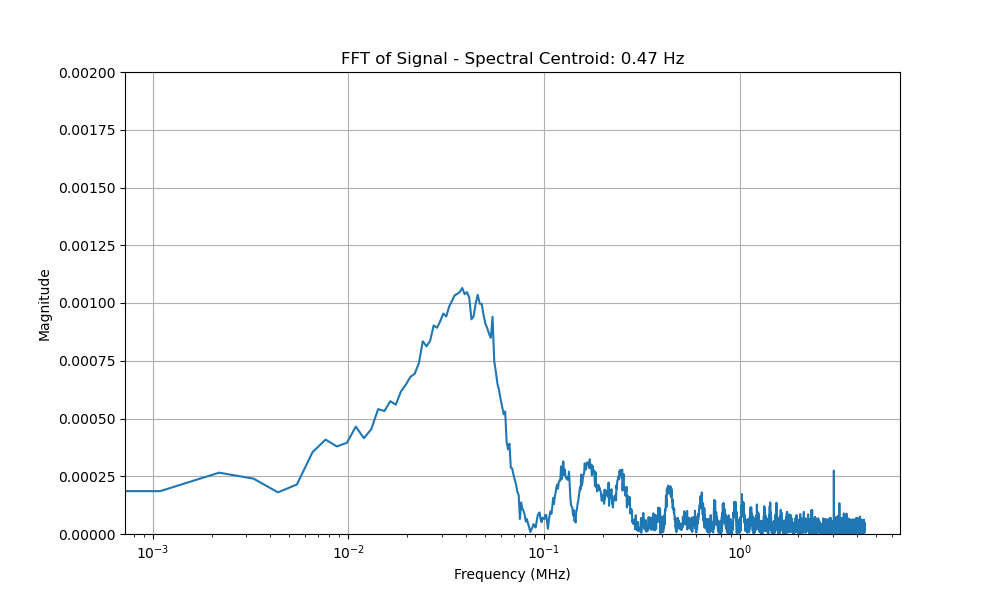 FFT of Signal - Spectral Centroid: 0.47 Hz
0.00200
0.00175
0.00150
0.00125
0.00100
0.00075
0.00050
0.00025
0.00000
Magnitude
10⁻³ 10⁻² 10⁻¹ 10⁰
Frequency (MHz)